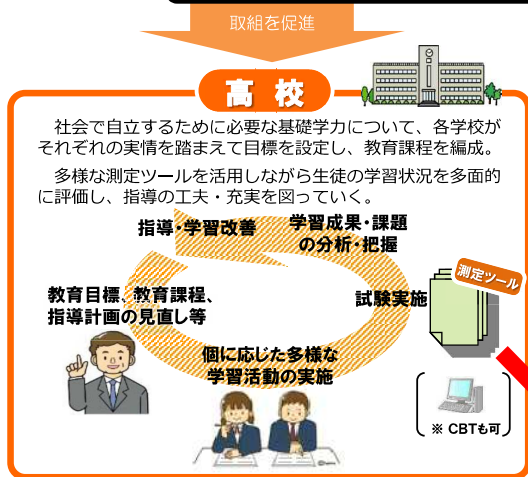 取組を促進
高校
社会で自立するために必要な基礎学力について、各学校が
それぞれの実情を踏まえて目標を設定し、教育課程を編成。
多様な測定ツールを活用しながら生徒の学習状況を多面的
に評価し、指導の工夫・充実を図っていく。
指導・学習改善
学習成果・課題
の分析・把握
測定ツール
試験実施
教育目標、教育課程、
指導計画の見直し等
個に応じた多様な
学習活動の実施
※ CBTも可